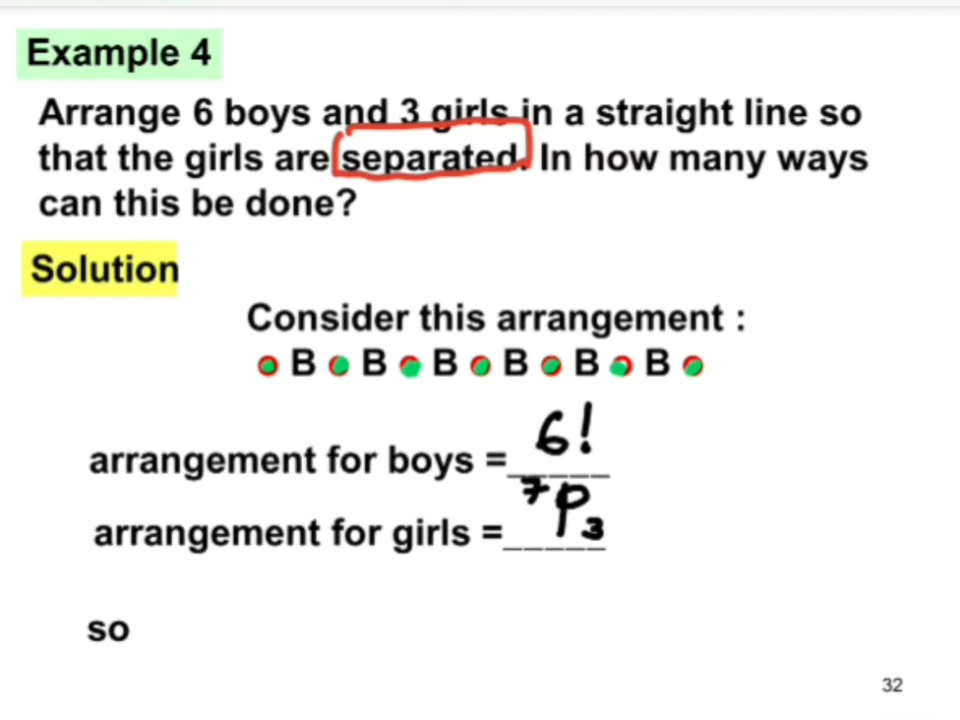 Example 4
Arrange 6 boys and 3 girls in a straight line so
that the girls are separated. In how many ways
can this be done?
Solution
Consider this arrangement :
B B B B B B
arrangement for boys = 6!
arrangement for girls = ⁷P₃
so
32